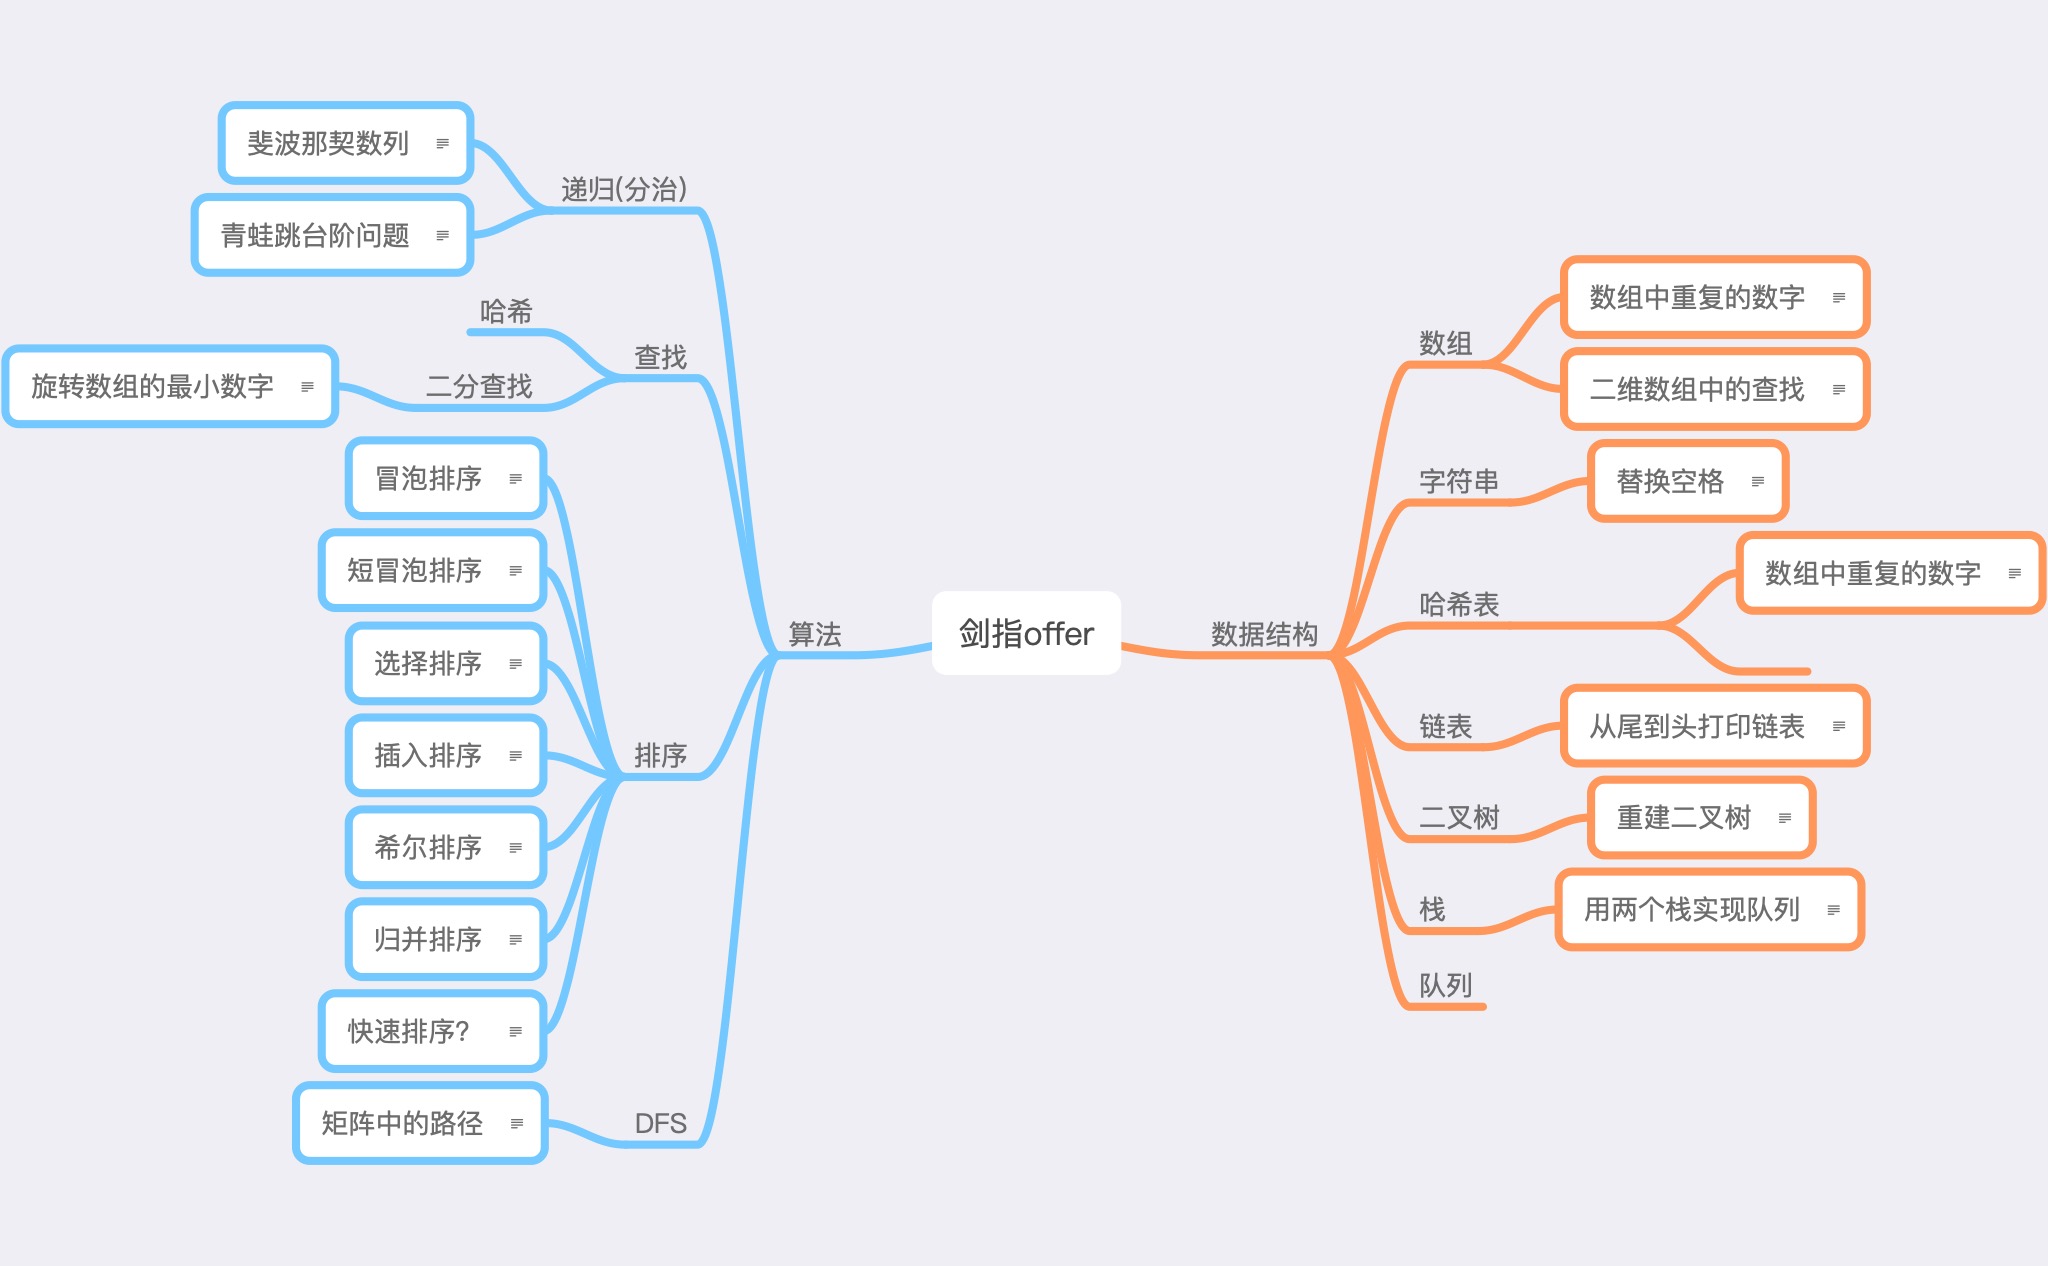 剑指offer
算法
递归(分治)
斐波那契数列
青蛙跳台阶问题
查找
哈希
二分查找
旋转数组的最小数字
排序
冒泡排序
短冒泡排序
选择排序
插入排序
希尔排序
归并排序
快速排序?
DFS
矩阵中的路径
数据结构
数组
数组中重复的数字
二维数组中的查找
字符串
替换空格
哈希表
数组中重复的数字
链表
从尾到头打印链表
二叉树
重建二叉树
栈
用两个栈实现队列
队列